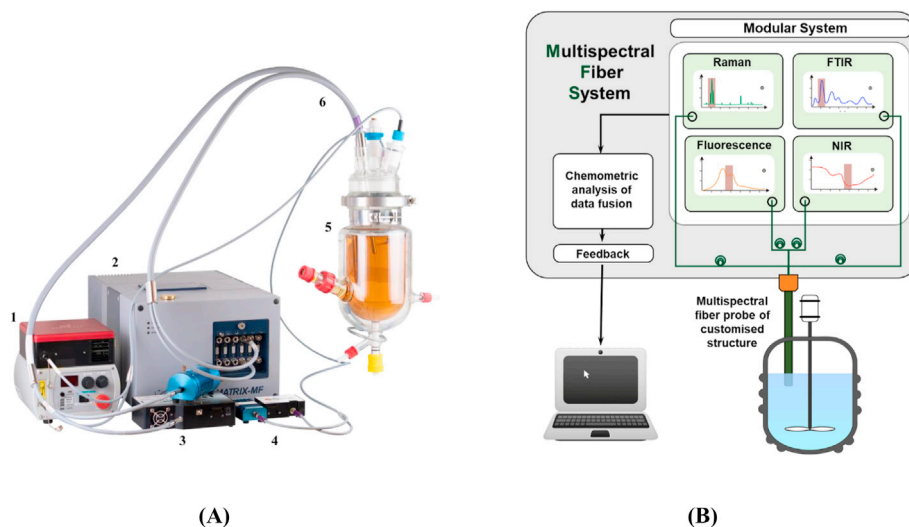 1
2
3
4
5
6
MATRIX-MF
(A)
Multispectral
Fiber
System
Modular System
Raman
FTIR
Fluorescence
NIR
Chemometric
analysis of
data fusion
Feedback
Multispectral
fiber probe of
customised
structure
(B)